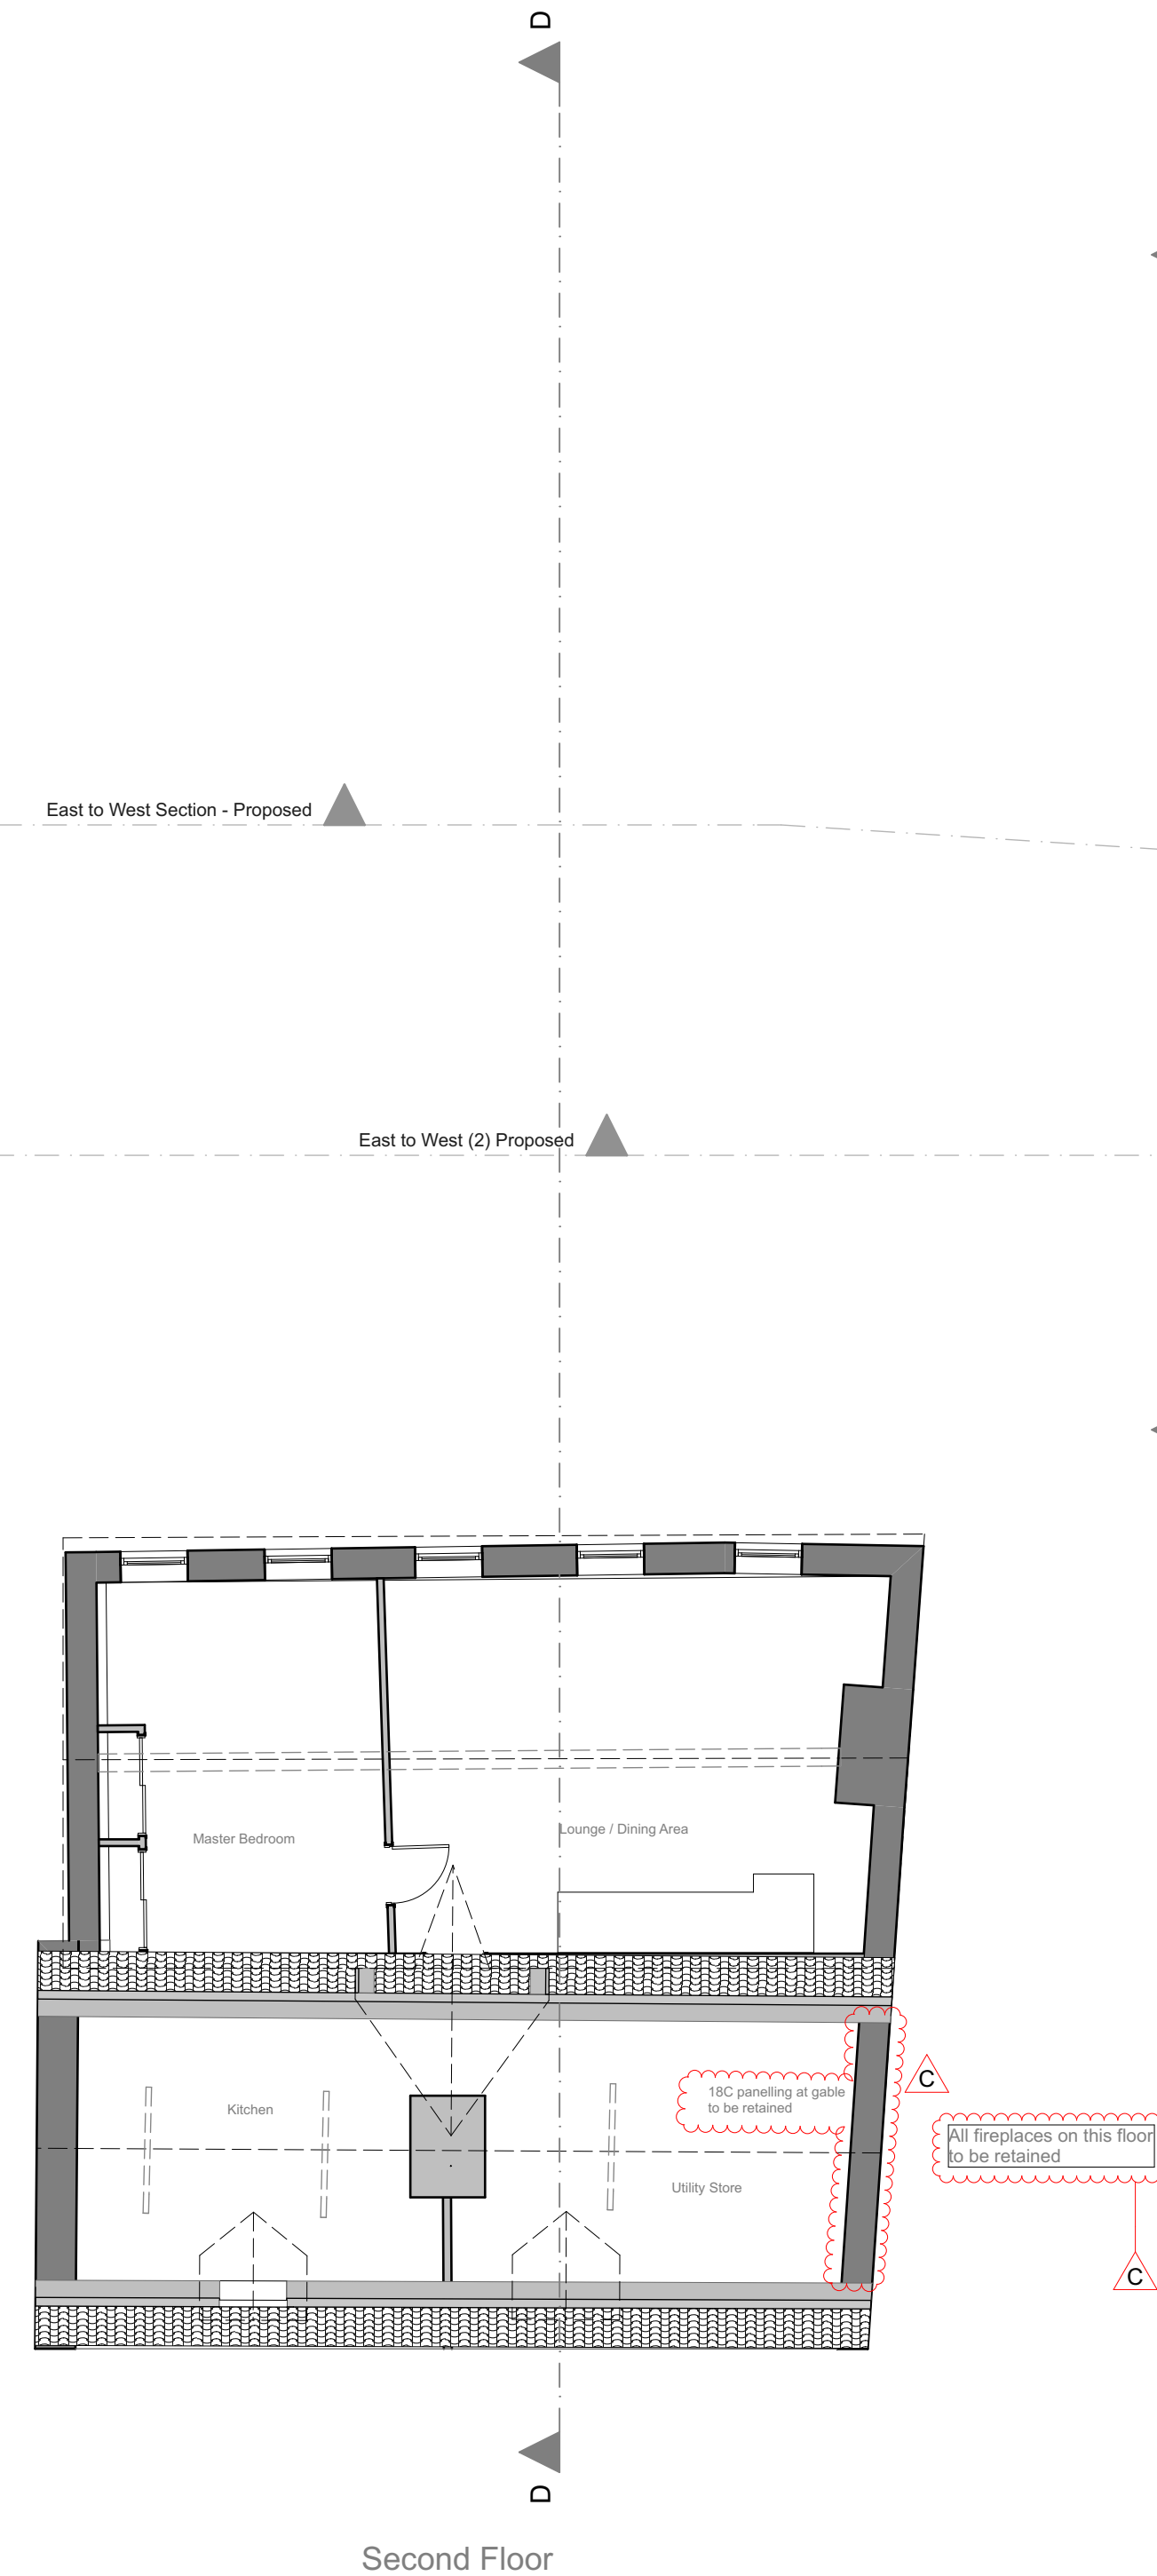 D
East to West Section - Proposed
East to West (2) Proposed
Master Bedroom
Lounge / Dining Area
C
18C panelling at gable
to be retained
Kitchen
All fireplaces on this floor
to be retained
Utility Store
C
D
Second Floor